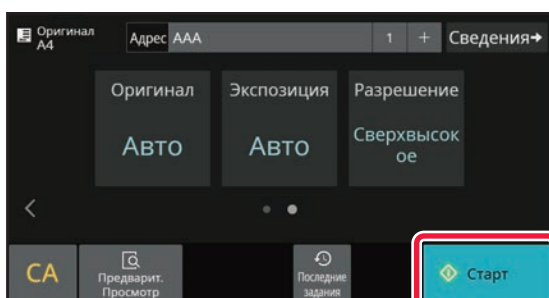 Оригинал
A4
Адрес AAA 1 + Сведения→
Оригинал Экспозиция Разрешение
Авто Авто Сверхвысок
ое
CA
Предварит.
Просмотр
Последние
задания
Старт